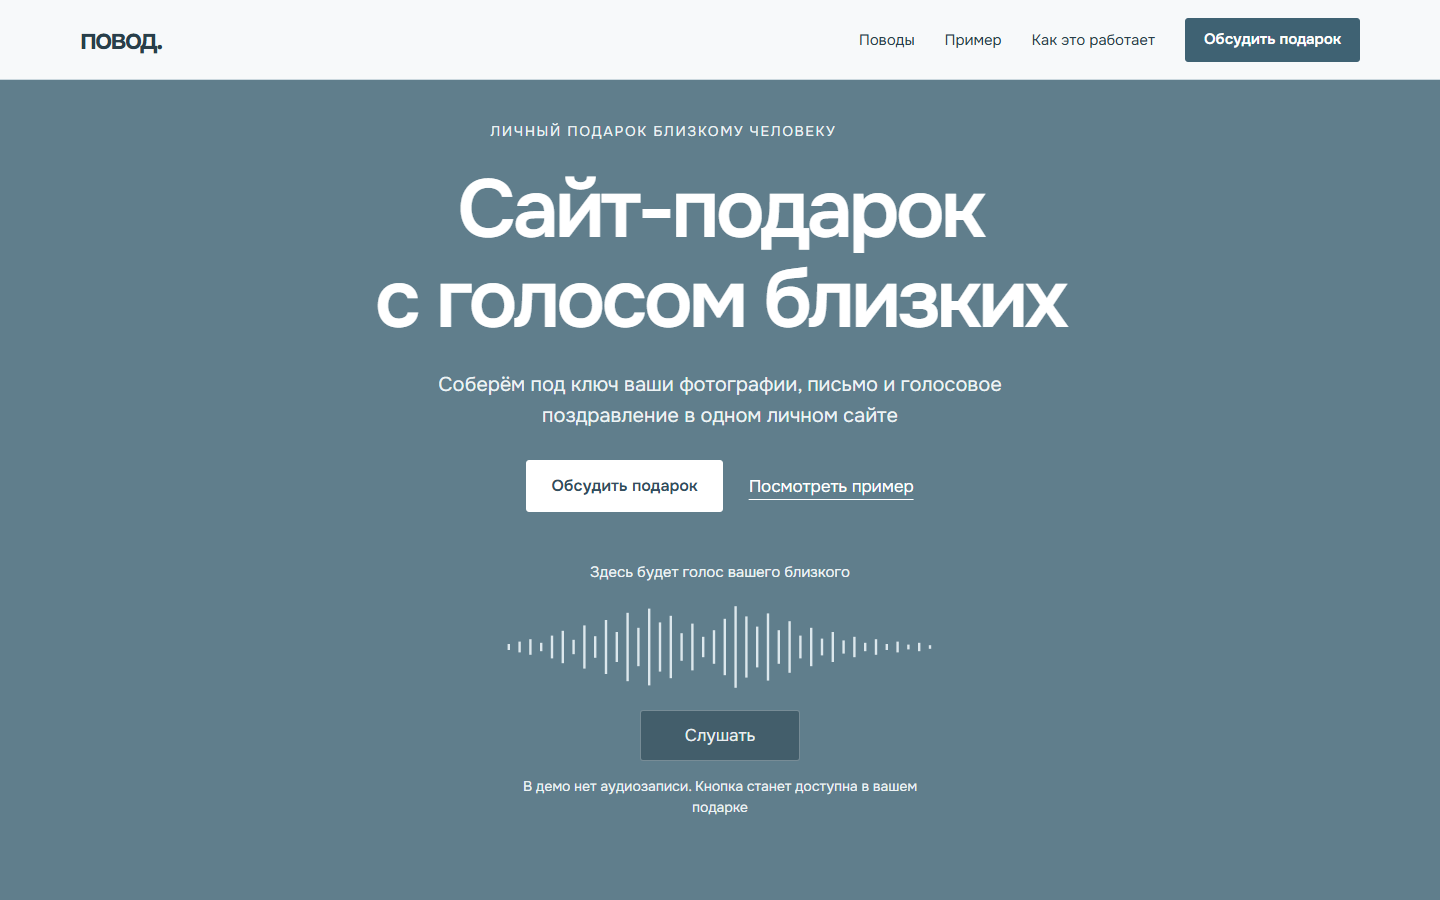 ПОВОД.
Поводы
Пример
Как это работает
Обсудить подарок
ЛИЧНЫЙ ПОДАРОК БЛИЗКОМУ ЧЕЛОВЕКУ
Сайт-подарок
с голосом близких
Соберём под ключ ваши фотографии, письмо и голосовое
поздравление в одном личном сайте
Обсудить подарок
Посмотреть пример
Здесь будет голос вашего близкого
Слушать
В демо нет аудиозаписи. Кнопка станет доступна в вашем
подарке